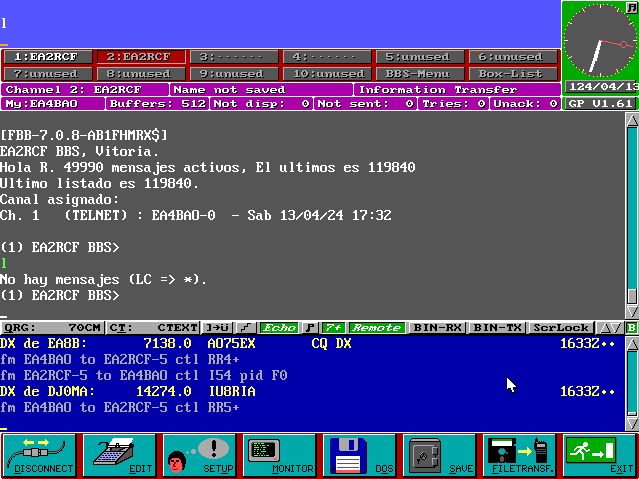 l
1:EA2RCF 2:EA2RCF 3:······ 4:······ 5:unused 6:unused
7:unused 8:unused 9:unused 10:unused BBS-Menu Box-List
Channel 2: EA2RCF Name not saved Information Transfer
124/04/13
My:EA4BAO Buffers: 512 Not disp: 0 Not sent: 0 Tries: 0 Unack: 0 GP V1.61
[FBB-7.0.8-AB1FHMRX$]
EA2RCF BBS, Vitoria.
Hola R. 49990 mensajes activos, El ultimos es 119840
Ultimo listado es 119840.
Canal asignado:
Ch. 1 (TELNET) : EA4BAO-0 - Sab 13/04/24 17:32
(1) EA2RCF BBS>
l
No hay mensajes (LC => *).
(1) EA2RCF BBS>
QRG: 70CM CT: CTEXT ]→Ü Echo 7+ Remote BIN-RX BIN-TX ScrLock B
DX de EA8B: 7138.0 AO75EX CQ DX 1633Z··
fm EA4BAO to EA2RCF-5 ctl RR4+
fm EA2RCF-5 to EA4BAO ctl I54 pid F0
DX de DJ0MA: 14274.0 IU8RIA 1633Z··
fm EA4BAO to EA2RCF-5 ctl RR5+
DISCONNECT EDIT SETUP MONITOR DOS SAVE FILETRANSF. EXIT